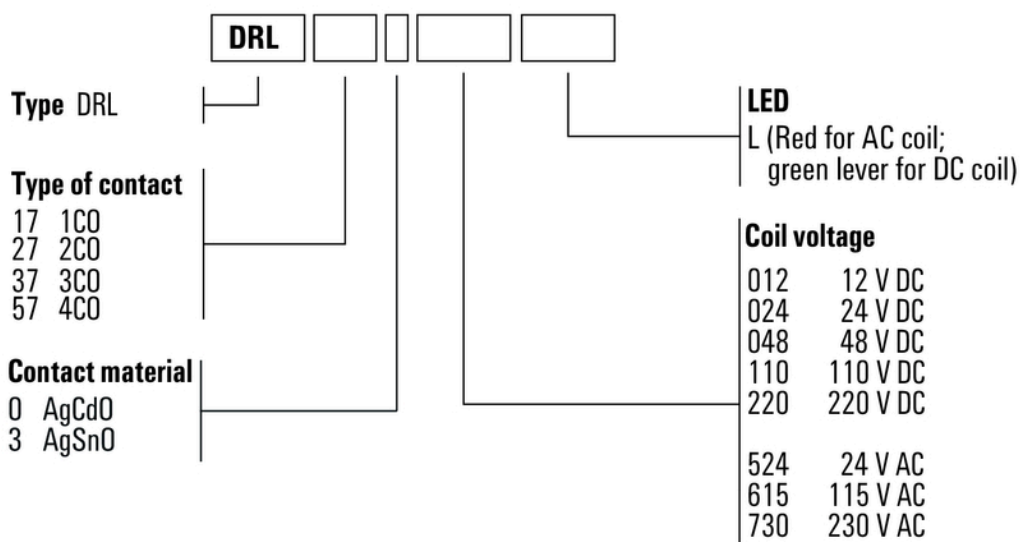 DRL
Type DRL
Type of contact
17 1CO
27 2CO
37 3CO
57 4CO
Contact material
0 AgCdO
3 AgSnO
LED
L (Red for AC coil;
green lever for DC coil)
Coil voltage
012 12 V DC
024 24 V DC
048 48 V DC
110 110 V DC
220 220 V DC
524 24 V AC
615 115 V AC
730 230 V AC